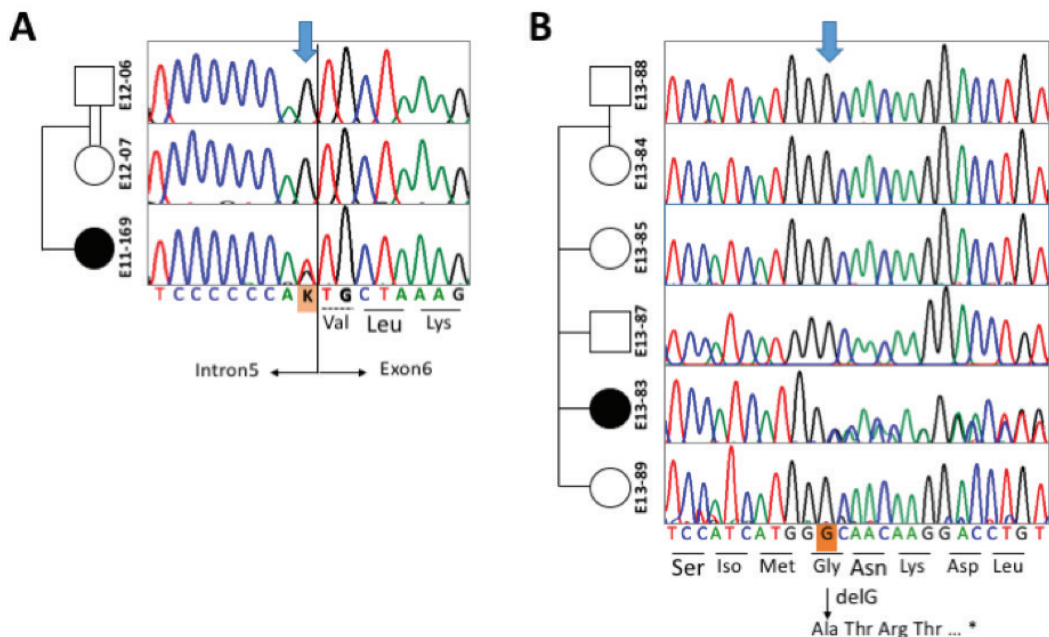 A
E12-06
E12-07
E11-169
T C C C C C C A K T G C T A A A G
Val Leu Lys
Intron5 Exon6
B
E13-88
E13-84
E13-85
E13-87
E13-83
E13-89
T C C A T C A T G G G C A A C A A G G A C C T G T
Ser Iso Met Gly Asn Lys Asp Leu
delG
Ala Thr Arg Thr ... *